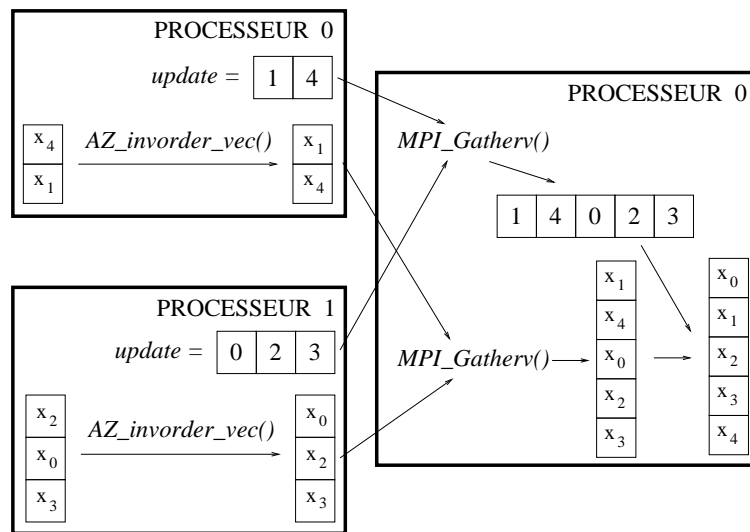 PROCESSEUR 0
update = 1 4
x4 AZ_invorder_vec() x1
x1 x4
PROCESSEUR 1
update = 0 2 3
x2 AZ_invorder_vec() x0
x0 x2
x3 x3
PROCESSEUR 0
MPI_Gatherv()
1 4 0 2 3
MPI_Gatherv()
x1
x4
x0
x2
x3
x0
x1
x2
x3
x4